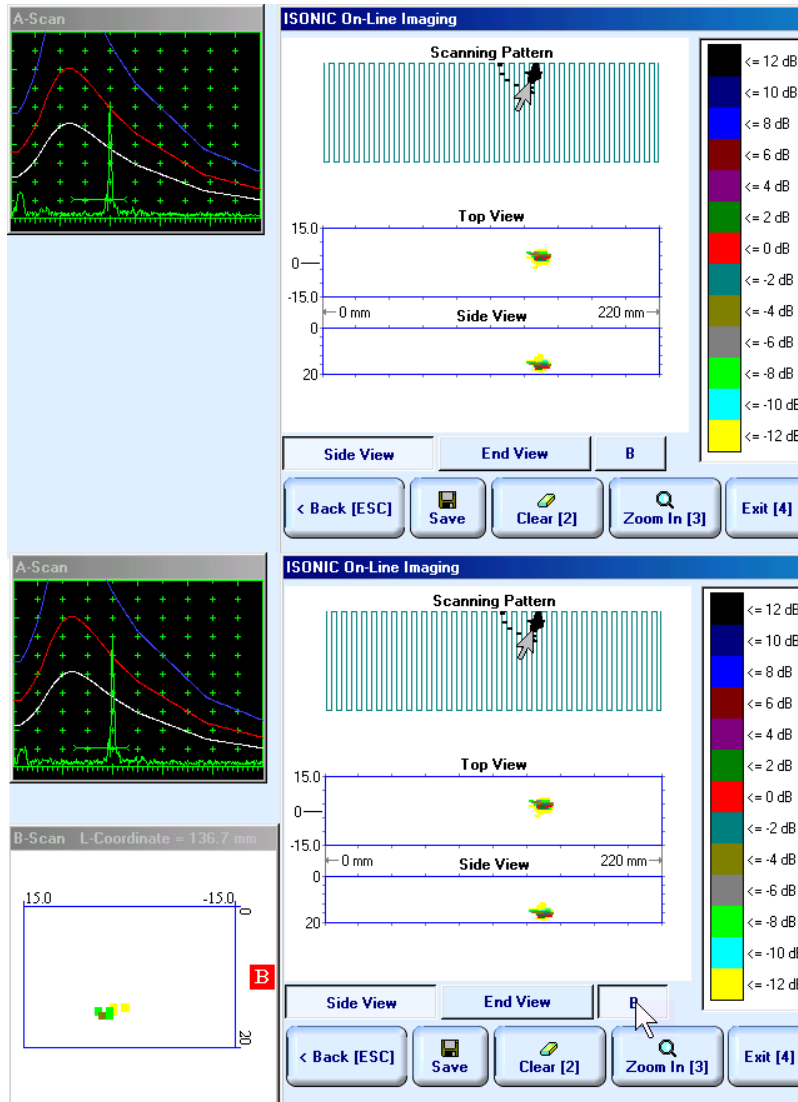 A-Scan
ISONIC On-Line Imaging
Scanning Pattern
<= 12 dB
<= 10 dB
<= 8 dB
<= 6 dB
<= 4 dB
<= 2 dB
<= 0 dB
<= -2 dB
<= -4 dB
<= -6 dB
<= -8 dB
<= -10 dB
<= -12 dB
Top View
15.0
0
-15.0
0 mm
Side View
220 mm
0
20
Side View
End View
B
< Back [ESC]
Save
Clear [2]
Zoom In [3]
Exit [4]
A-Scan
ISONIC On-Line Imaging
Scanning Pattern
<= 12 dB
<= 10 dB
<= 8 dB
<= 6 dB
<= 4 dB
<= 2 dB
<= 0 dB
<= -2 dB
<= -4 dB
<= -6 dB
<= -8 dB
<= -10 dB
<= -12 dB
Top View
15.0
0
-15.0
0 mm
Side View
220 mm
0
20
B-Scan L-Coordinate = 136.7 mm
15.0
-15.0
0
20
B
Side View
End View
B
< Back [ESC]
Save
Clear [2]
Zoom In [3]
Exit [4]